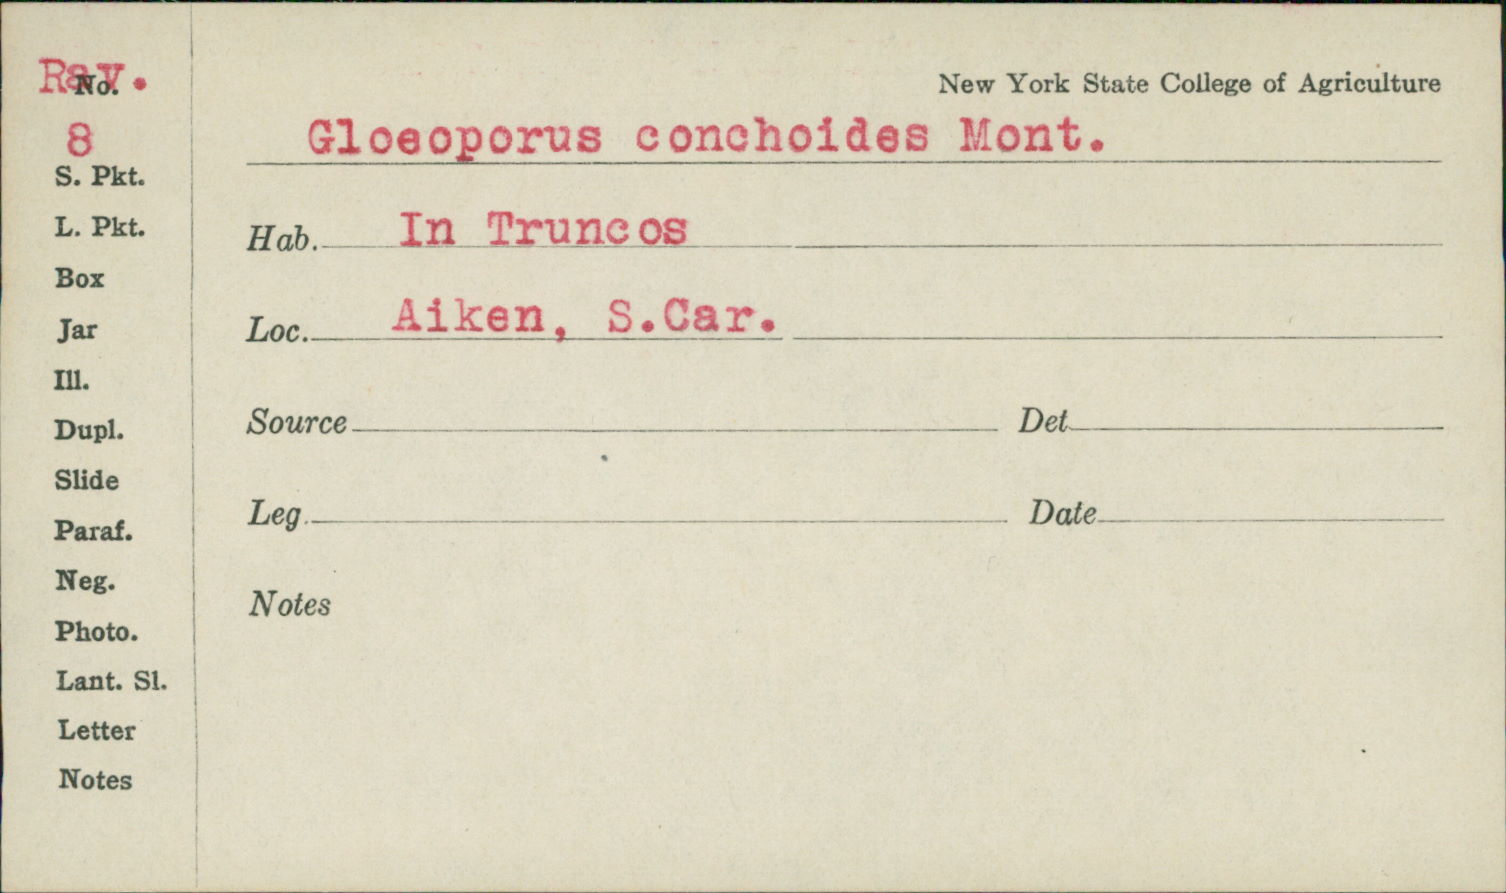 Rav.
No.
8
S. Pkt.
L. Pkt.
Box
Jar
Ill.
Dupl.
Slide
Paraf.
Neg.
Photo.
Lant. Sl.
Letter
Notes
New York State College of Agriculture
Gloeoporus conchoides Mont.
Hab. In Truncos
Loc. Aiken, S.Car.
Source Det
Leg. Date
Notes